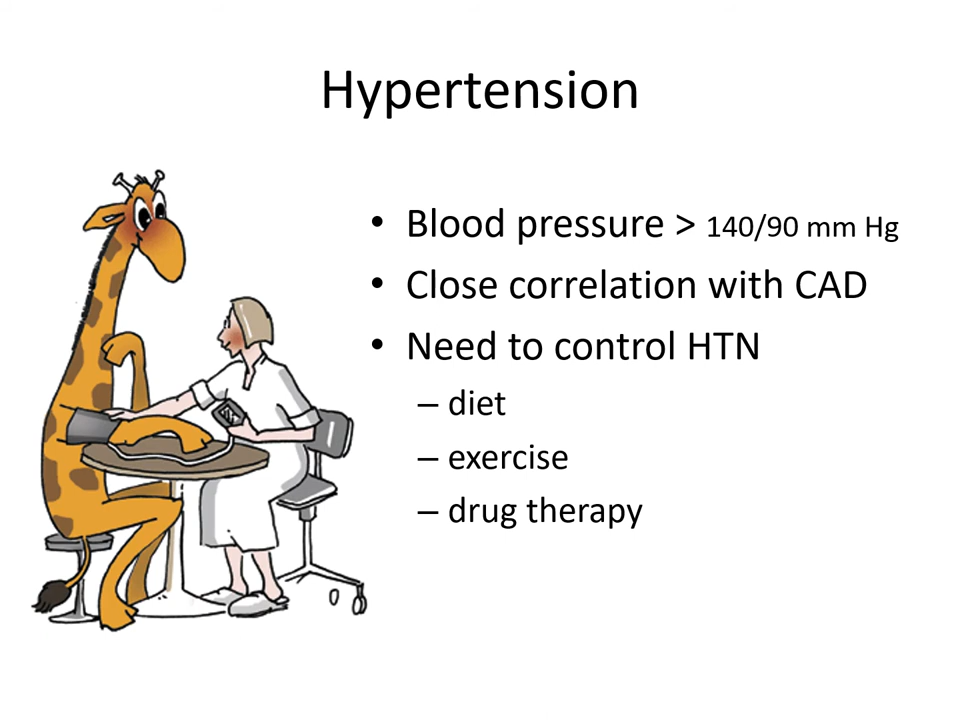 Hypertension
• Blood pressure > 140/90 mm Hg
• Close correlation with CAD
• Need to control HTN
– diet
– exercise
– drug therapy